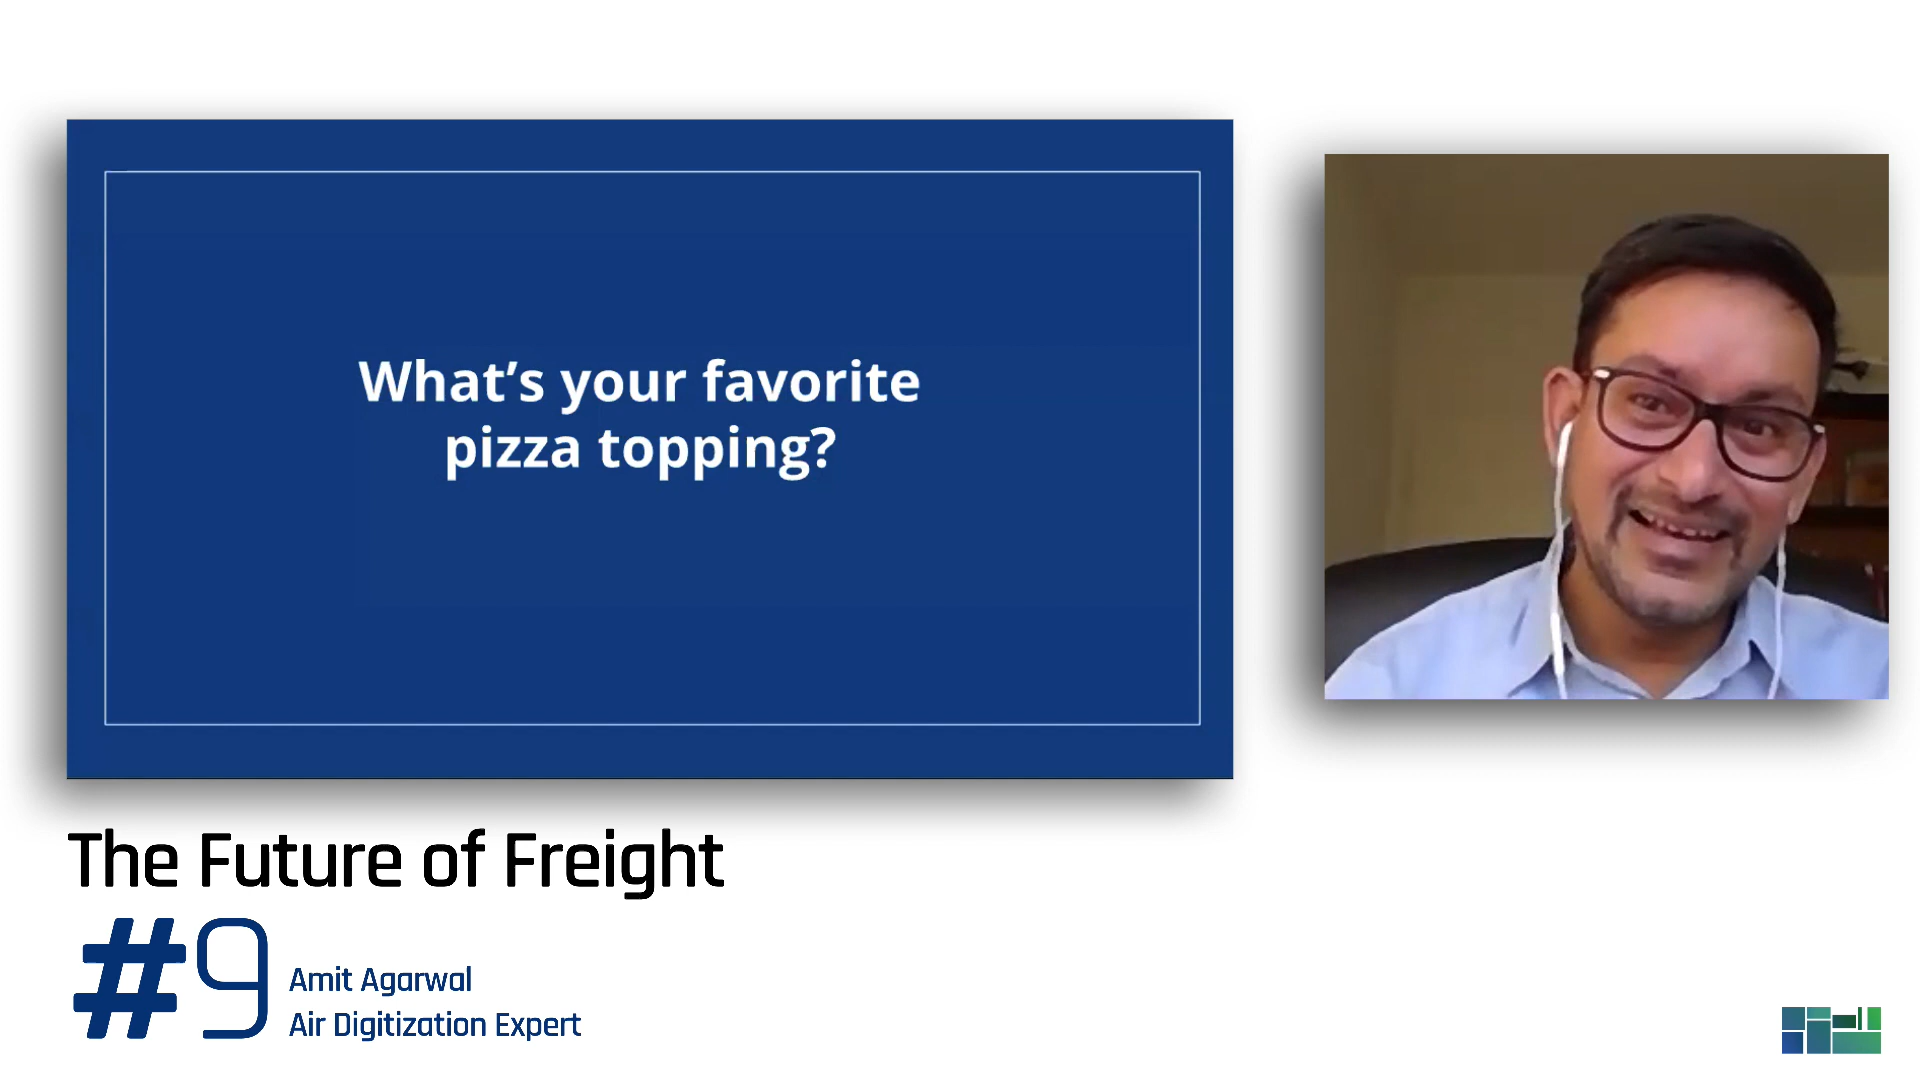 What’s your favorite
pizza topping?
The Future of Freight
#9
Amit Agarwal
Air Digitization Expert